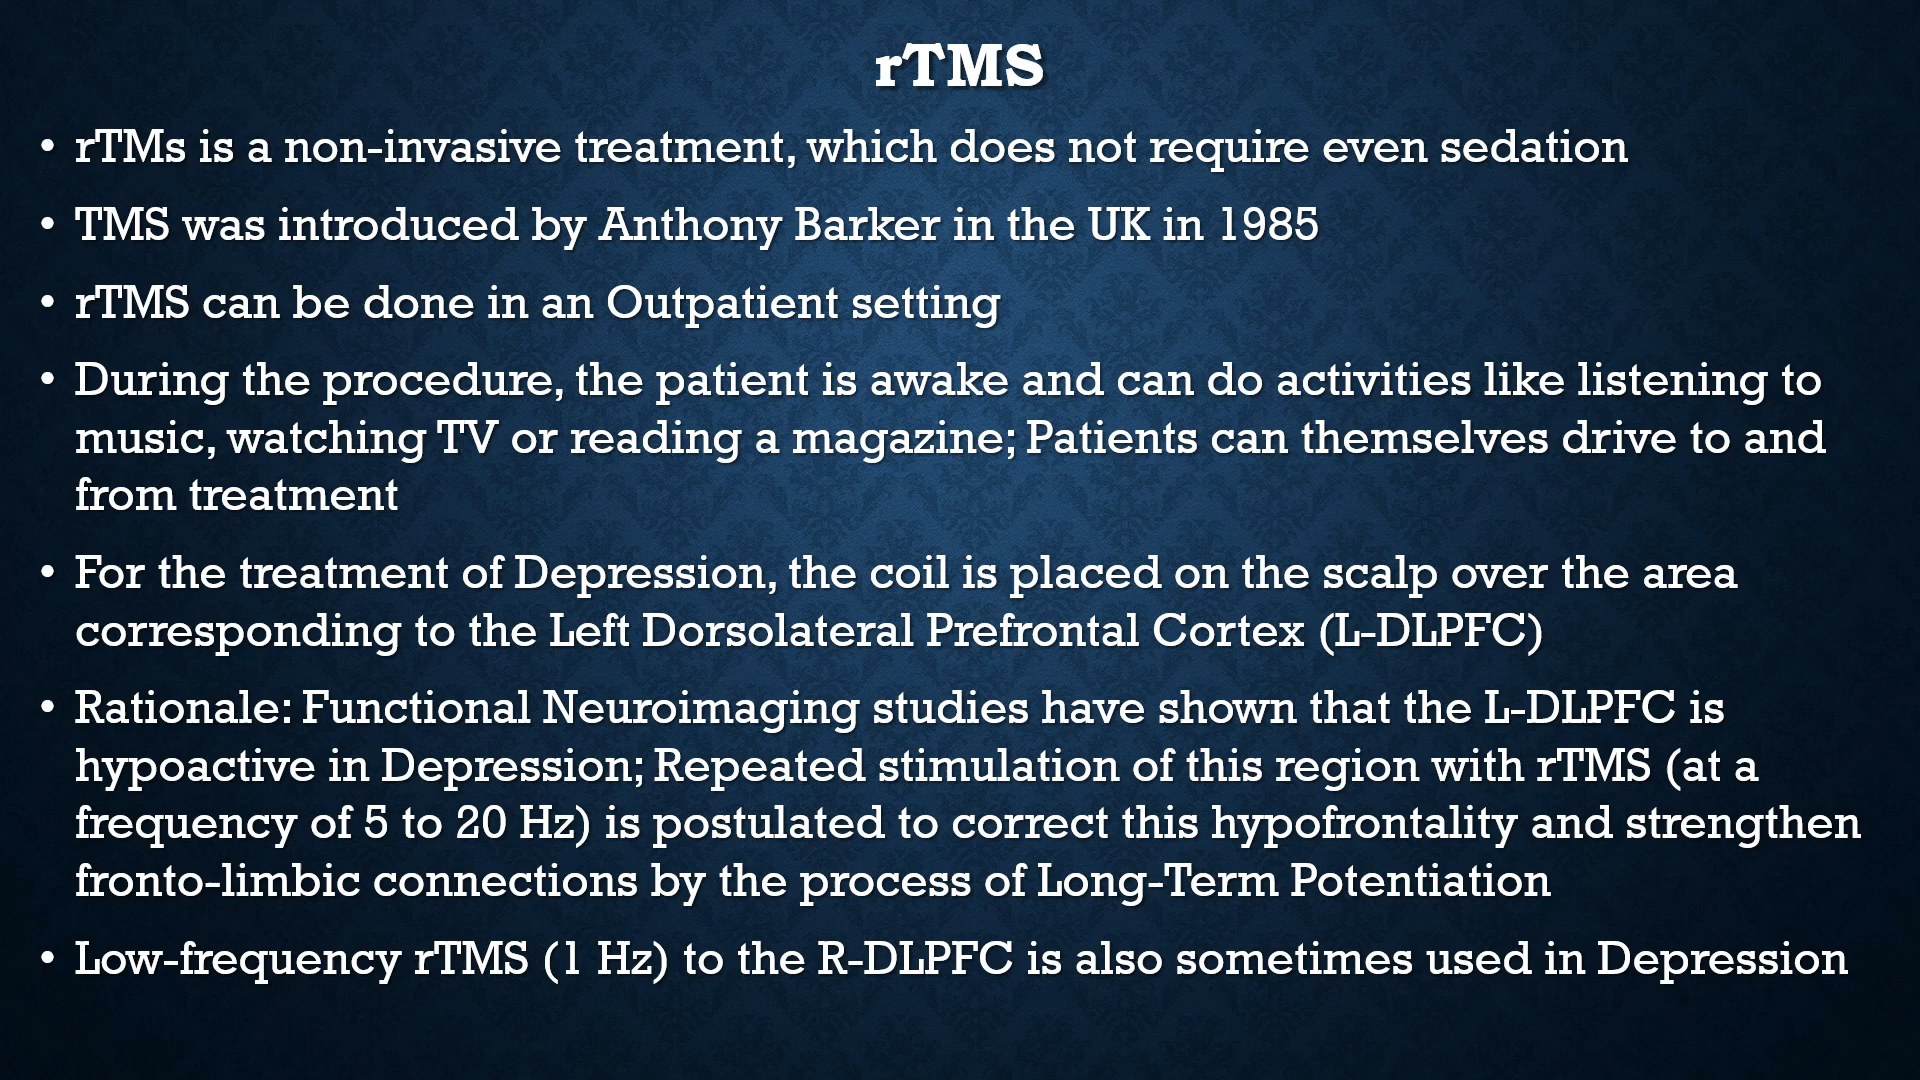 rTMS
• rTMs is a non-invasive treatment, which does not require even sedation
• TMS was introduced by Anthony Barker in the UK in 1985
• rTMS can be done in an Outpatient setting
• During the procedure, the patient is awake and can do activities like listening to
music, watching TV or reading a magazine; Patients can themselves drive to and
from treatment
• For the treatment of Depression, the coil is placed on the scalp over the area
corresponding to the Left Dorsolateral Prefrontal Cortex (L-DLPFC)
• Rationale: Functional Neuroimaging studies have shown that the L-DLPFC is
hypoactive in Depression; Repeated stimulation of this region with rTMS (at a
frequency of 5 to 20 Hz) is postulated to correct this hypofrontality and strengthen
fronto-limbic connections by the process of Long-Term Potentiation
• Low-frequency rTMS (1 Hz) to the R-DLPFC is also sometimes used in Depression